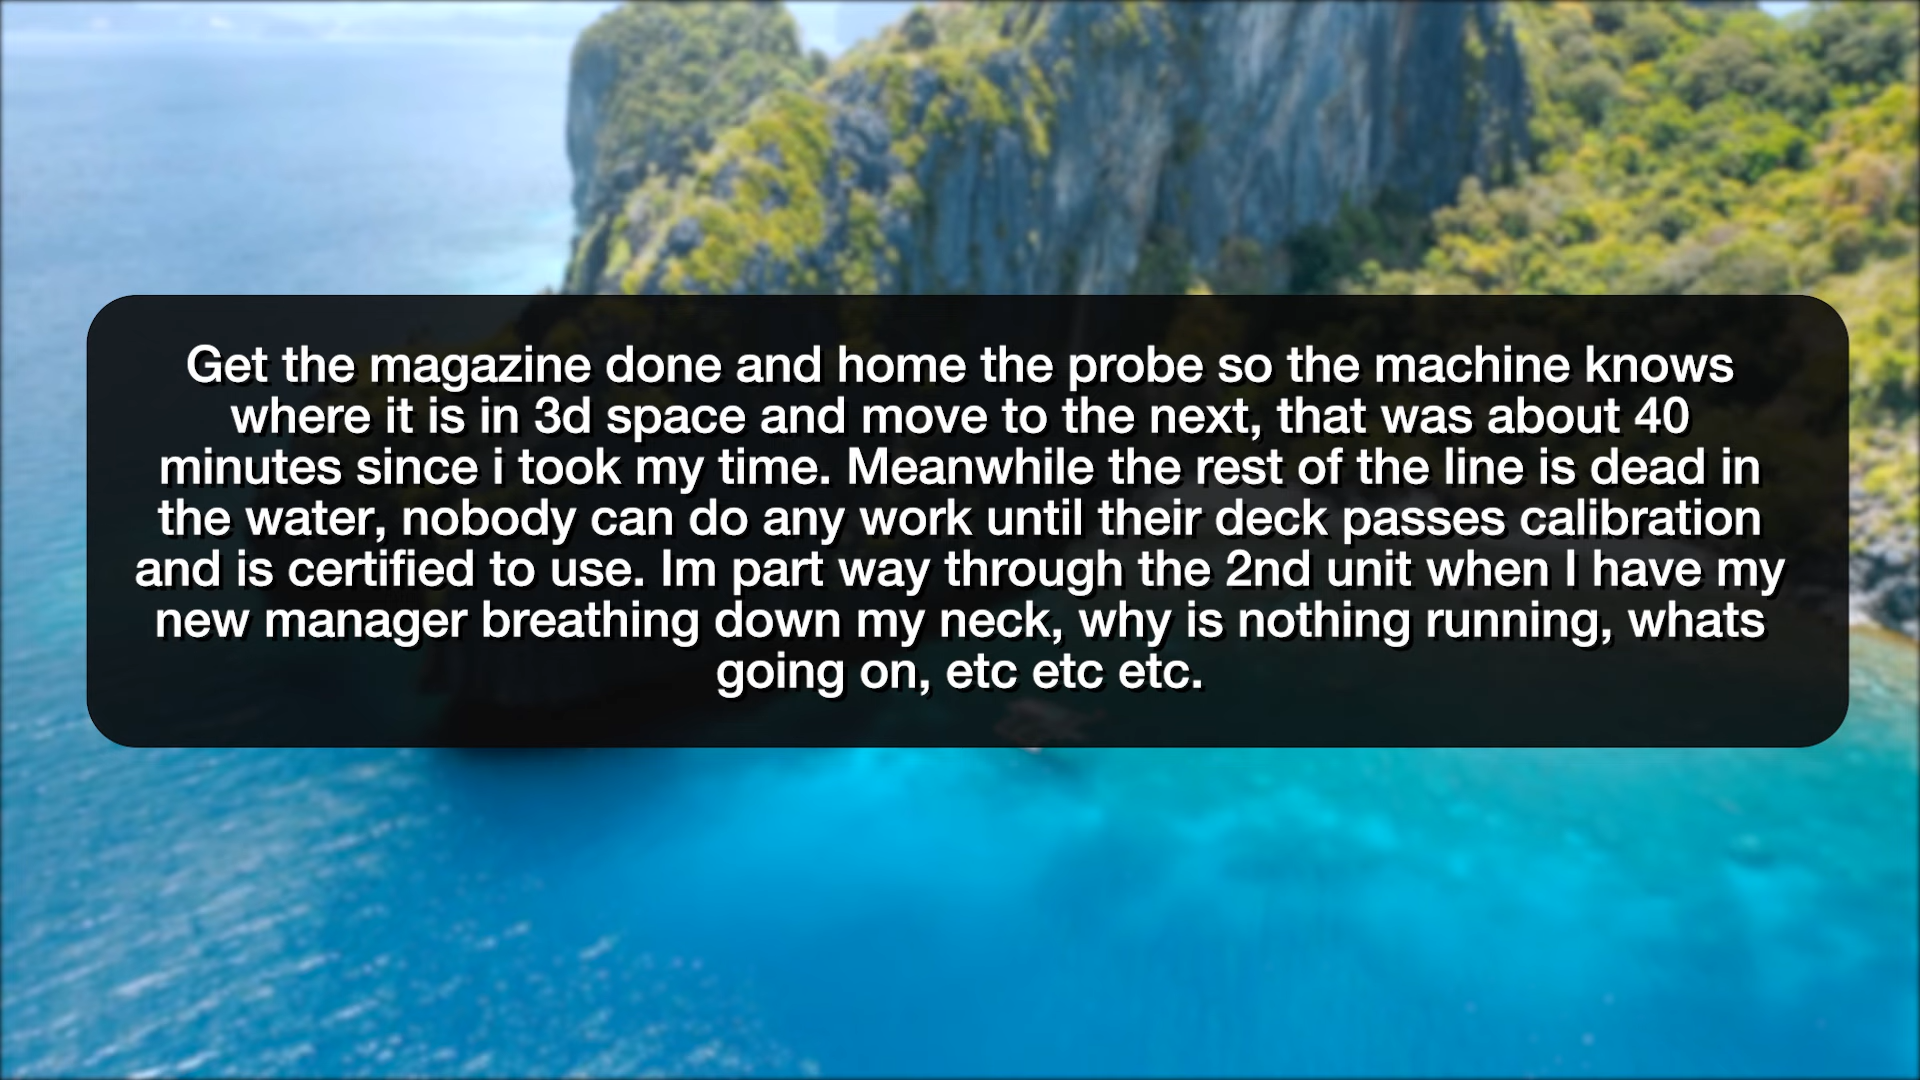 Get the magazine done and home the probe so the machine knows
where it is in 3d space and move to the next, that was about 40
minutes since i took my time. Meanwhile the rest of the line is dead in
the water, nobody can do any work until their deck passes calibration
and is certified to use. Im part way through the 2nd unit when I have my
new manager breathing down my neck, why is nothing running, whats
going on, etc etc etc.